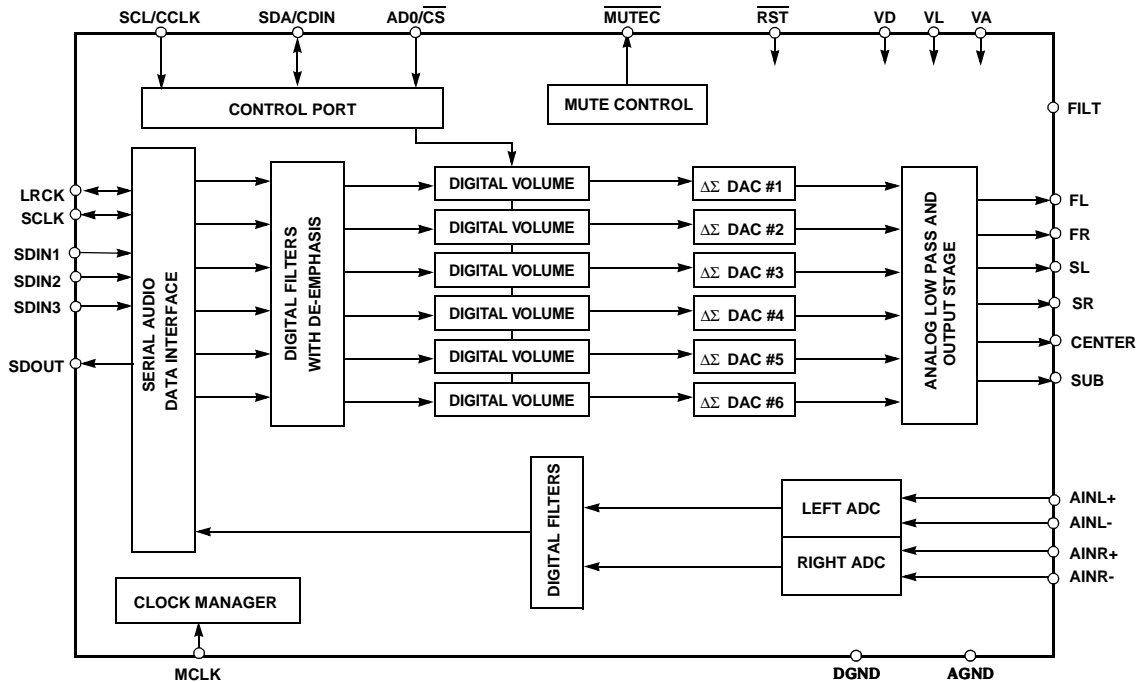 SCL/CCLK SDA/CDIN AD0/CS MUTEC RST VD VL VA
CONTROL PORT
MUTE CONTROL
FILT
LRCK
SCLK
SDIN1
SDIN2
SDIN3
SDOUT
SERIAL AUDIO
DATA INTERFACE
DIGITAL FILTERS
WITH DE-EMPHASIS
DIGITAL VOLUME
DIGITAL VOLUME
DIGITAL VOLUME
DIGITAL VOLUME
DIGITAL VOLUME
DIGITAL VOLUME
ΔΣ DAC #1
ΔΣ DAC #2
ΔΣ DAC #3
ΔΣ DAC #4
ΔΣ DAC #5
ΔΣ DAC #6
ANALOG LOW PASS AND
OUTPUT STAGE
FL
FR
SL
SR
CENTER
SUB
DIGITAL FILTERS
LEFT ADC
RIGHT ADC
AINL+
AINL-
AINR+
AINR-
CLOCK MANAGER
MCLK
DGND
AGND